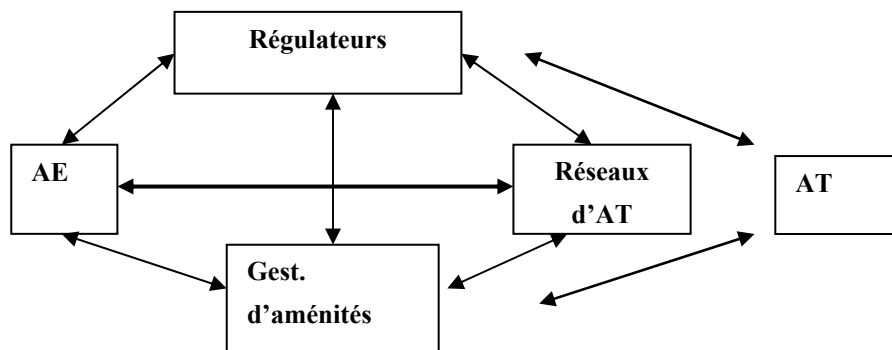 Régulateurs
AE
Réseaux
d’AT
AT
Gest.
d’aménités